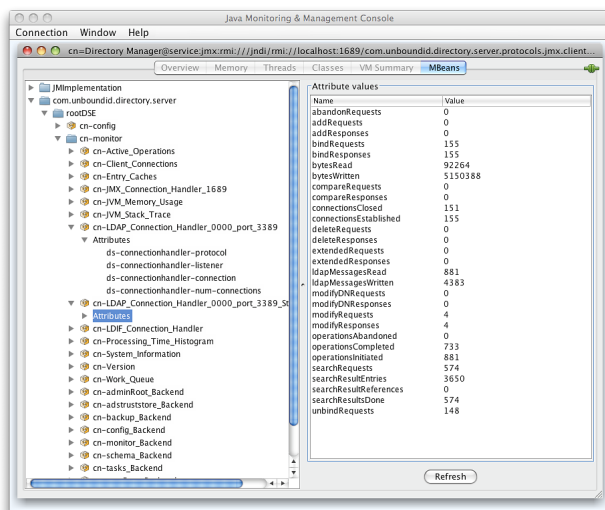 Java Monitoring & Management Console
Connection Window Help
cn=Directory Manager@service:jmx:rmi:///jndi/rmi://localhost:1689/com.unboundid.directory.server.protocols.jmx.client...
Overview Memory Threads Classes VM Summary MBeans
JMImplementation
com.unboundid.directory.server
rootDSE
cn-config
cn-monitor
cn-Active_Operations
cn-Client_Connections
cn-Entry_Caches
cn-JMX_Connection_Handler_1689
cn-JVM_Memory_Usage
cn-JVM_Stack_Trace
cn-LDAP_Connection_Handler_0000_port_3389
Attributes
ds-connectionhandler-protocol
ds-connectionhandler-listener
ds-connectionhandler-connection
ds-connectionhandler-num-connections
cn-LDAP_Connection_Handler_0000_port_3389_St
Attributes
cn-LDIF_Connection_Handler
cn-Processing_Time_Histogram
cn-System_Information
cn-Version
cn-Work_Queue
cn-adminRoot_Backend
cn-adstruststore_Backend
cn-backup_Backend
cn-config_Backend
cn-monitor_Backend
cn-schema_Backend
cn-tasks_Backend
Attribute values
Name Value
abandonRequests 0
addRequests 0
addResponses 0
bindRequests 155
bindResponses 155
bytesRead 92264
bytesWritten 5150388
compareRequests 0
compareResponses 0
connectionsClosed 151
connectionsEstablished 155
deleteRequests 0
deleteResponses 0
extendedRequests 0
extendedResponses 0
ldapMessagesRead 881
ldapMessagesWritten 4383
modifyDNRequests 0
modifyDNResponses 0
modifyRequests 4
modifyResponses 4
operationsAbandoned 0
operationsCompleted 733
operationsInitiated 881
searchRequests 574
searchResultEntries 3650
searchResultReferences 0
searchResultsDone 574
unbindRequests 148
Refresh